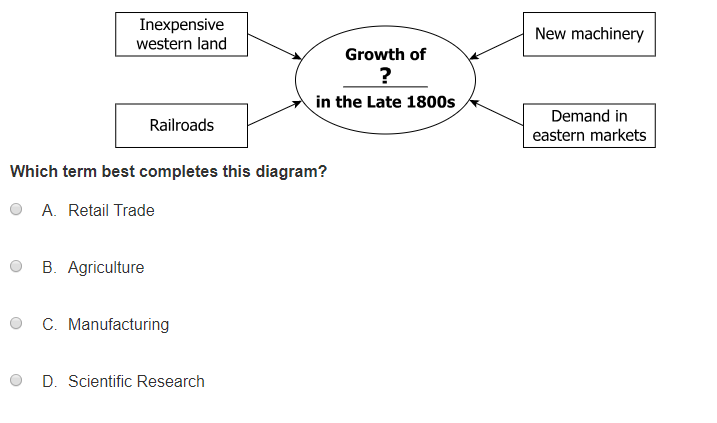 Inexpensive
western land
New machinery
Growth of
?
in the Late 1800s
Railroads
Demand in
eastern markets
Which term best completes this diagram?
A. Retail Trade
B. Agriculture
C. Manufacturing
D. Scientific Research